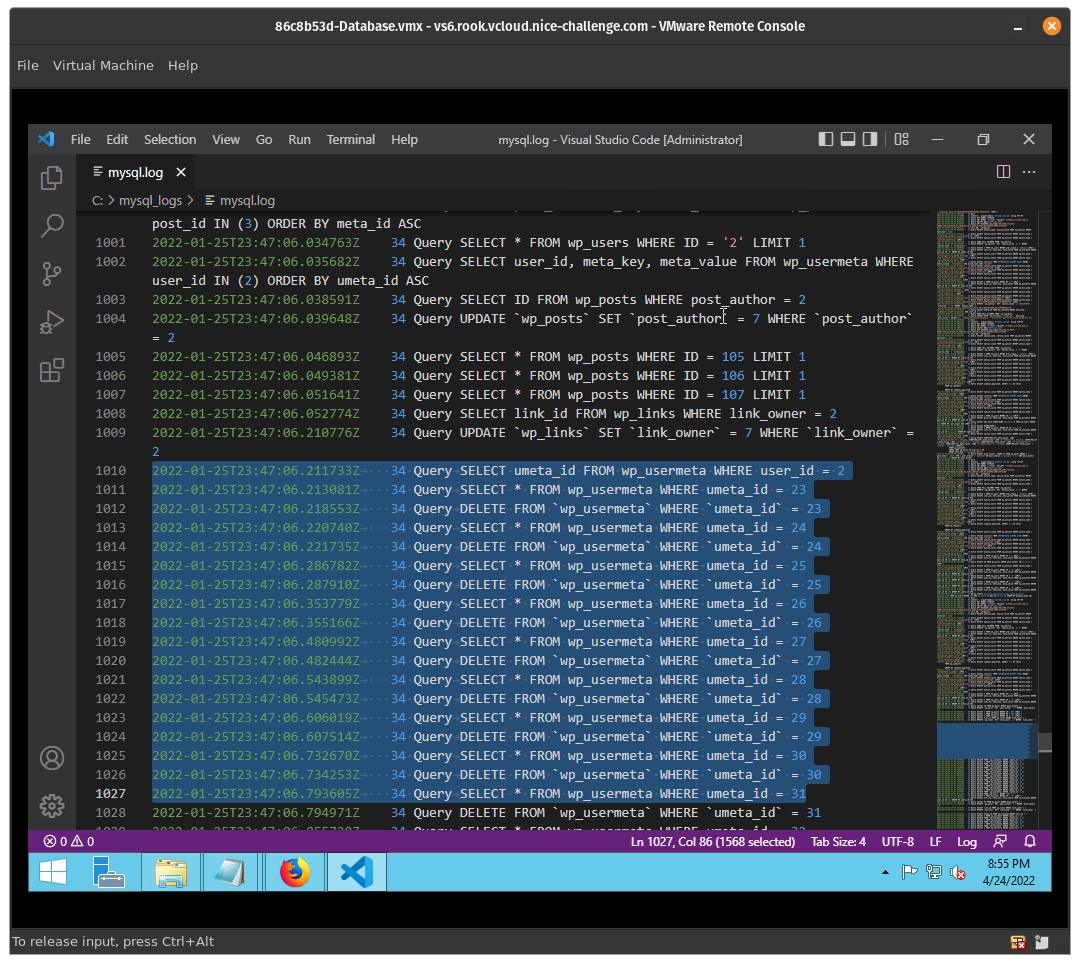 86c8b53d-Database.vmx - vs6.rook.vcloud.nice-challenge.com - VMware Remote Console
File Virtual Machine Help
File Edit Selection View Go Run Terminal Help mysql.log - Visual Studio Code [Administrator]
mysql.log
C: > mysql_logs > mysql.log
post_id IN (3) ORDER BY meta_id ASC
1001 2022-01-25T23:47:06.034763Z 34 Query SELECT * FROM wp_users WHERE ID = '2' LIMIT 1
1002 2022-01-25T23:47:06.035682Z 34 Query SELECT user_id, meta_key, meta_value FROM wp_usermeta WHERE
user_id IN (2) ORDER BY umeta_id ASC
1003 2022-01-25T23:47:06.038591Z 34 Query SELECT ID FROM wp_posts WHERE post_author = 2
1004 2022-01-25T23:47:06.039648Z 34 Query UPDATE `wp_posts` SET `post_author` = 7 WHERE `post_author`
= 2
1005 2022-01-25T23:47:06.046893Z 34 Query SELECT * FROM wp_posts WHERE ID = 105 LIMIT 1
1006 2022-01-25T23:47:06.049381Z 34 Query SELECT * FROM wp_posts WHERE ID = 106 LIMIT 1
1007 2022-01-25T23:47:06.051641Z 34 Query SELECT * FROM wp_posts WHERE ID = 107 LIMIT 1
1008 2022-01-25T23:47:06.052774Z 34 Query SELECT link_id FROM wp_links WHERE link_owner = 2
1009 2022-01-25T23:47:06.210776Z 34 Query UPDATE `wp_links` SET `link_owner` = 7 WHERE `link_owner` =
2
1010 2022-01-25T23:47:06.211733Z 34 Query SELECT umeta_id FROM wp_usermeta WHERE user_id = 2
1011 2022-01-25T23:47:06.213081Z 34 Query SELECT * FROM wp_usermeta WHERE umeta_id = 23
1012 2022-01-25T23:47:06.218553Z 34 Query DELETE FROM `wp_usermeta` WHERE `umeta_id` = 23
1013 2022-01-25T23:47:06.220740Z 34 Query SELECT * FROM wp_usermeta WHERE umeta_id = 24
1014 2022-01-25T23:47:06.221735Z 34 Query DELETE FROM `wp_usermeta` WHERE `umeta_id` = 24
1015 2022-01-25T23:47:06.286782Z 34 Query SELECT * FROM wp_usermeta WHERE umeta_id = 25
1016 2022-01-25T23:47:06.287510Z 34 Query DELETE FROM `wp_usermeta` WHERE `umeta_id` = 25
1017 2022-01-25T23:47:06.353779Z 34 Query SELECT * FROM wp_usermeta WHERE umeta_id = 26
1018 2022-01-25T23:47:06.355166Z 34 Query DELETE FROM `wp_usermeta` WHERE `umeta_id` = 26
1019 2022-01-25T23:47:06.480992Z 34 Query SELECT * FROM wp_usermeta WHERE umeta_id = 27
1020 2022-01-25T23:47:06.482444Z 34 Query DELETE FROM `wp_usermeta` WHERE `umeta_id` = 27
1021 2022-01-25T23:47:06.543899Z 34 Query SELECT * FROM wp_usermeta WHERE umeta_id = 28
1022 2022-01-25T23:47:06.544732Z 34 Query DELETE FROM `wp_usermeta` WHERE `umeta_id` = 28
1023 2022-01-25T23:47:06.606019Z 34 Query SELECT * FROM wp_usermeta WHERE umeta_id = 29
1024 2022-01-25T23:47:06.607514Z 34 Query DELETE FROM `wp_usermeta` WHERE `umeta_id` = 29
1025 2022-01-25T23:47:06.732670Z 34 Query SELECT * FROM wp_usermeta WHERE umeta_id = 30
1026 2022-01-25T23:47:06.734253Z 34 Query DELETE FROM `wp_usermeta` WHERE `umeta_id` = 30
1027 2022-01-25T23:47:06.793605Z 34 Query SELECT * FROM wp_usermeta WHERE umeta_id = 31
1028 2022-01-25T23:47:06.794971Z 34 Query DELETE FROM `wp_usermeta` WHERE `umeta_id` = 31
0 0 Ln 1027, Col 86 (1568 selected) Tab Size: 4 UTF-8 LF Log
8:55 PM
4/24/2022
To release input, press Ctrl+Alt